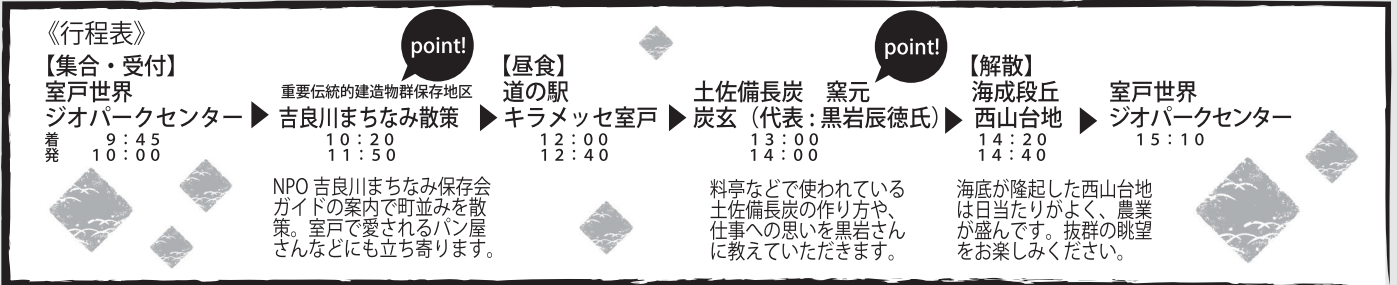 《行程表》
【集合・受付】
室戸世界
ジオパークセンター
着 9:45
発 10:00
▶
point!
重要伝統的建造物群保存地区
吉良川まちなみ散策
10:20
11:50
NPO 吉良川まちなみ保存会
ガイドの案内で町並みを散
策。室戸で愛されるパン屋
さんなどにも立ち寄ります。
▶
【昼食】
道の駅
キラメッセ室戸
12:00
12:40
▶
point!
土佐備長炭 窯元
炭玄(代表:黒岩辰徳氏)
13:00
14:00
料亭などで使われている
土佐備長炭の作り方や、
仕事への思いを黒岩さん
に教えていただきます。
▶
【解散】
海成段丘
西山台地
14:20
14:40
海底が隆起した西山台地
は日当たりがよく、農業
が盛んです。抜群の眺望
をお楽しみください。
▶
室戸世界
ジオパークセンター
15:10